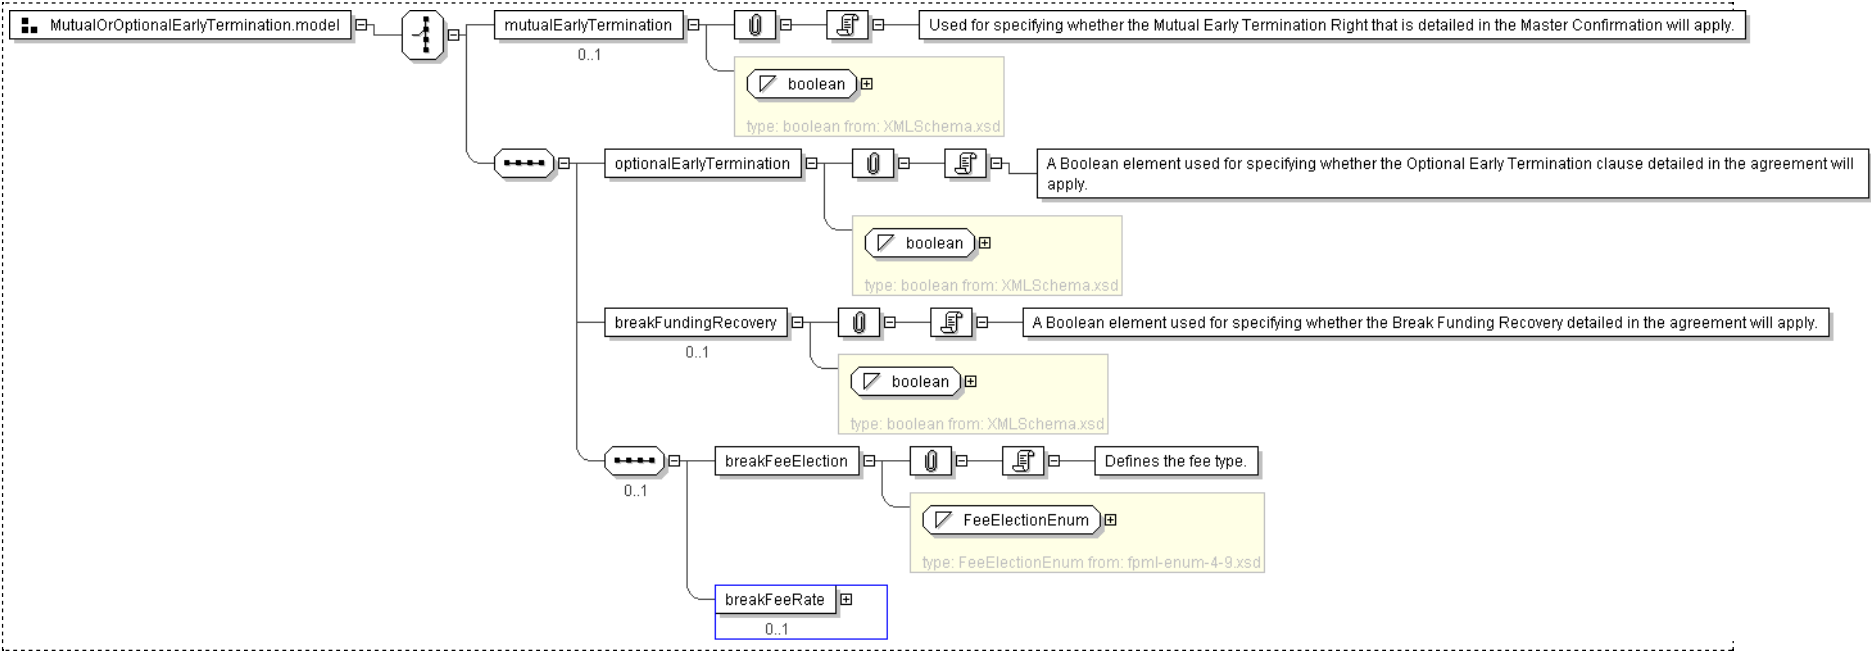 MutualOrOptionalEarlyTermination.model
mutualEarlyTermination
0..1
Used for specifying whether the Mutual Early Termination Right that is detailed in the Master Confirmation will apply.
boolean
type: boolean from: XMLSchema.xsd
optionalEarlyTermination
A Boolean element used for specifying whether the Optional Early Termination clause detailed in the agreement will
apply.
boolean
type: boolean from: XMLSchema.xsd
breakFundingRecovery
0..1
A Boolean element used for specifying whether the Break Funding Recovery detailed in the agreement will apply.
boolean
type: boolean from: XMLSchema.xsd
0..1
breakFeeElection
Defines the fee type.
FeeElectionEnum
type: FeeElectionEnum from: fpml-enum-4-9.xsd
breakFeeRate
0..1